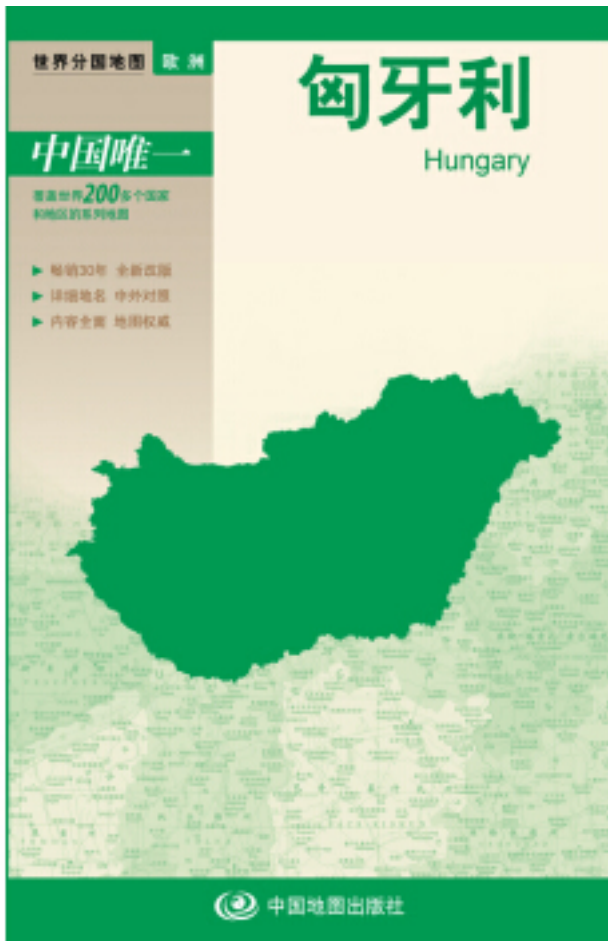 世界分国地图 欧洲
匈牙利
Hungary
中国唯一
覆盖世界200多个国家
和地区的系列地图
▶ 畅销30年 全新改版
▶ 详细地名 中外对照
▶ 内容全面 地图权威
中国地图出版社